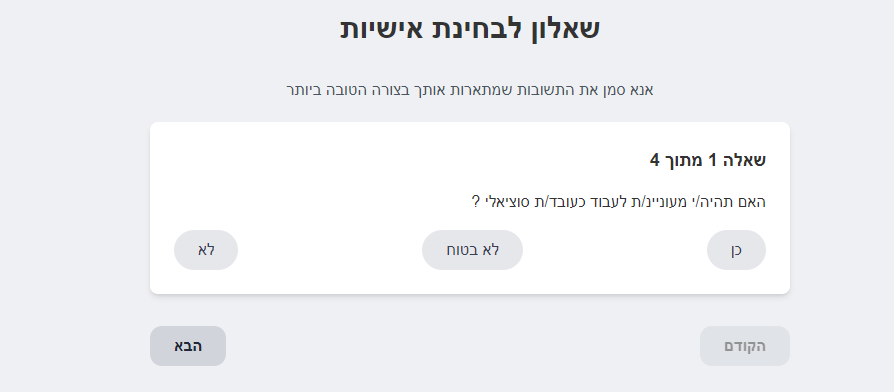 שאלון לבחינת אישיות
אנא סמן את התשובות שמתארות אותך בצורה הטובה ביותר
שאלה 1 מתוך 4
האם תהיה/י מעוניינ/ת לעבוד כעובד/ת סוציאלי ?
כן
לא בטוח
לא
הקודם
הבא